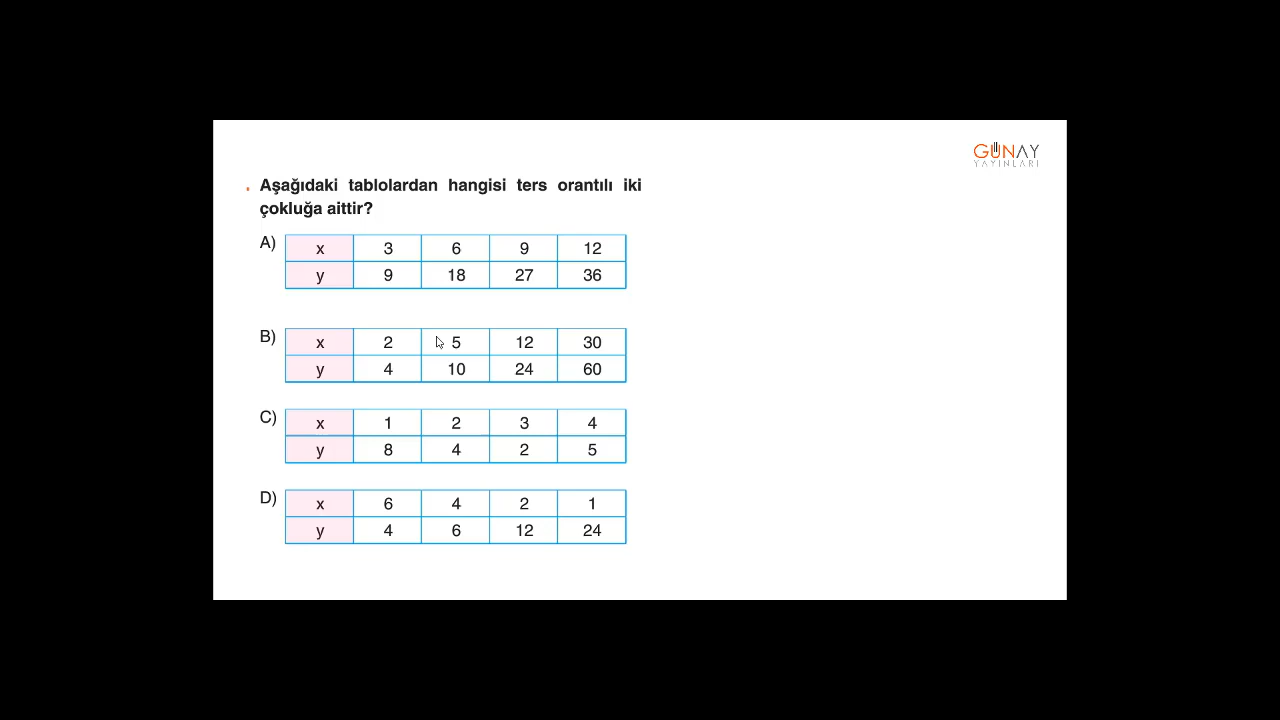 GÜNAY
YAYINLARI
Aşağıdaki tablolardan hangisi ters orantılı iki
çokluğa aittir?
A)
x 3 6 9 12
y 9 18 27 36
B)
x 2 5 12 30
y 4 10 24 60
C)
x 1 2 3 4
y 8 4 2 5
D)
x 6 4 2 1
y 4 6 12 24